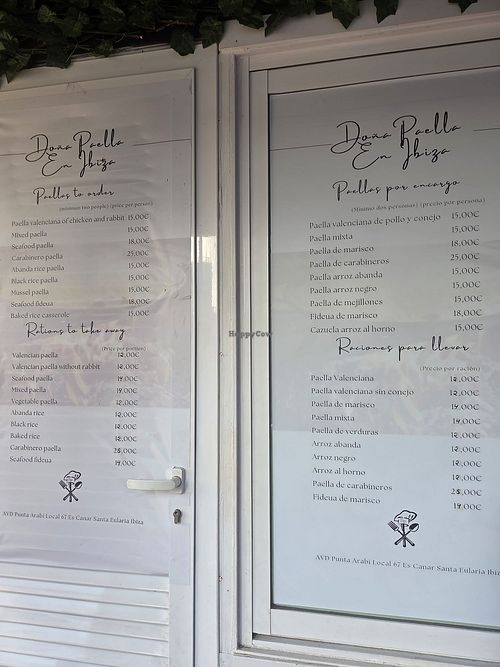 Doña Paella
En Ibiza
Paellas to order
(minimum two people) (price per person)
Paella valenciana of chicken and rabbit 15,00€
Mixed paella 15,00€
Seafood paella 18,00€
Carabinero paella 25,00€
Abanda rice paella 15,00€
Black rice paella 15,00€
Mussel paella 15,00€
Seafood fideua 18,00€
Baked rice casserole 15,00€
Rations to take away
(Price per portion)
Valencian paella 12,00€
Valencian paella without rabbit 12,00€
Seafood paella 14,00€
Mixed paella 14,00€
Vegetable paella 12,00€
Abanda rice 12,00€
Black rice 12,00€
Baked rice 12,00€
Carabinero paella 28,00€
Seafood fideua 14,00€
AVD Punta Arabi Local 67 Es Canar Santa Eularia Ibiza
Doña Paella
En Ibiza
Paellas por encargo
(Minimo dos personas) (precio por persona)
Paella valenciana de pollo y conejo 15,00€
Paella mixta 15,00€
Paella de marisco 18,00€
Paella de carabineros 25,00€
Paella arroz abanda 15,00€
Paella arroz negro 15,00€
Paella de mejillones 15,00€
Fideua de marisco 18,00€
Cazuela arroz al horno 15,00€
Raciones para llevar
(Precio por ración)
Paella Valenciana 12,00€
Paella valenciana sin conejo 12,00€
Paella de marisco 14,00€
Paella mixta 14,00€
Paella de verduras 12,00€
Arroz abanda 12,00€
Arroz negro 12,00€
Arroz al horno 12,00€
Paella de carabineros 28,00€
Fideua de marisco 14,00€
AVD Punta Arabi Local 67 Es Canar Santa Eularia Ibiza
HappyCow